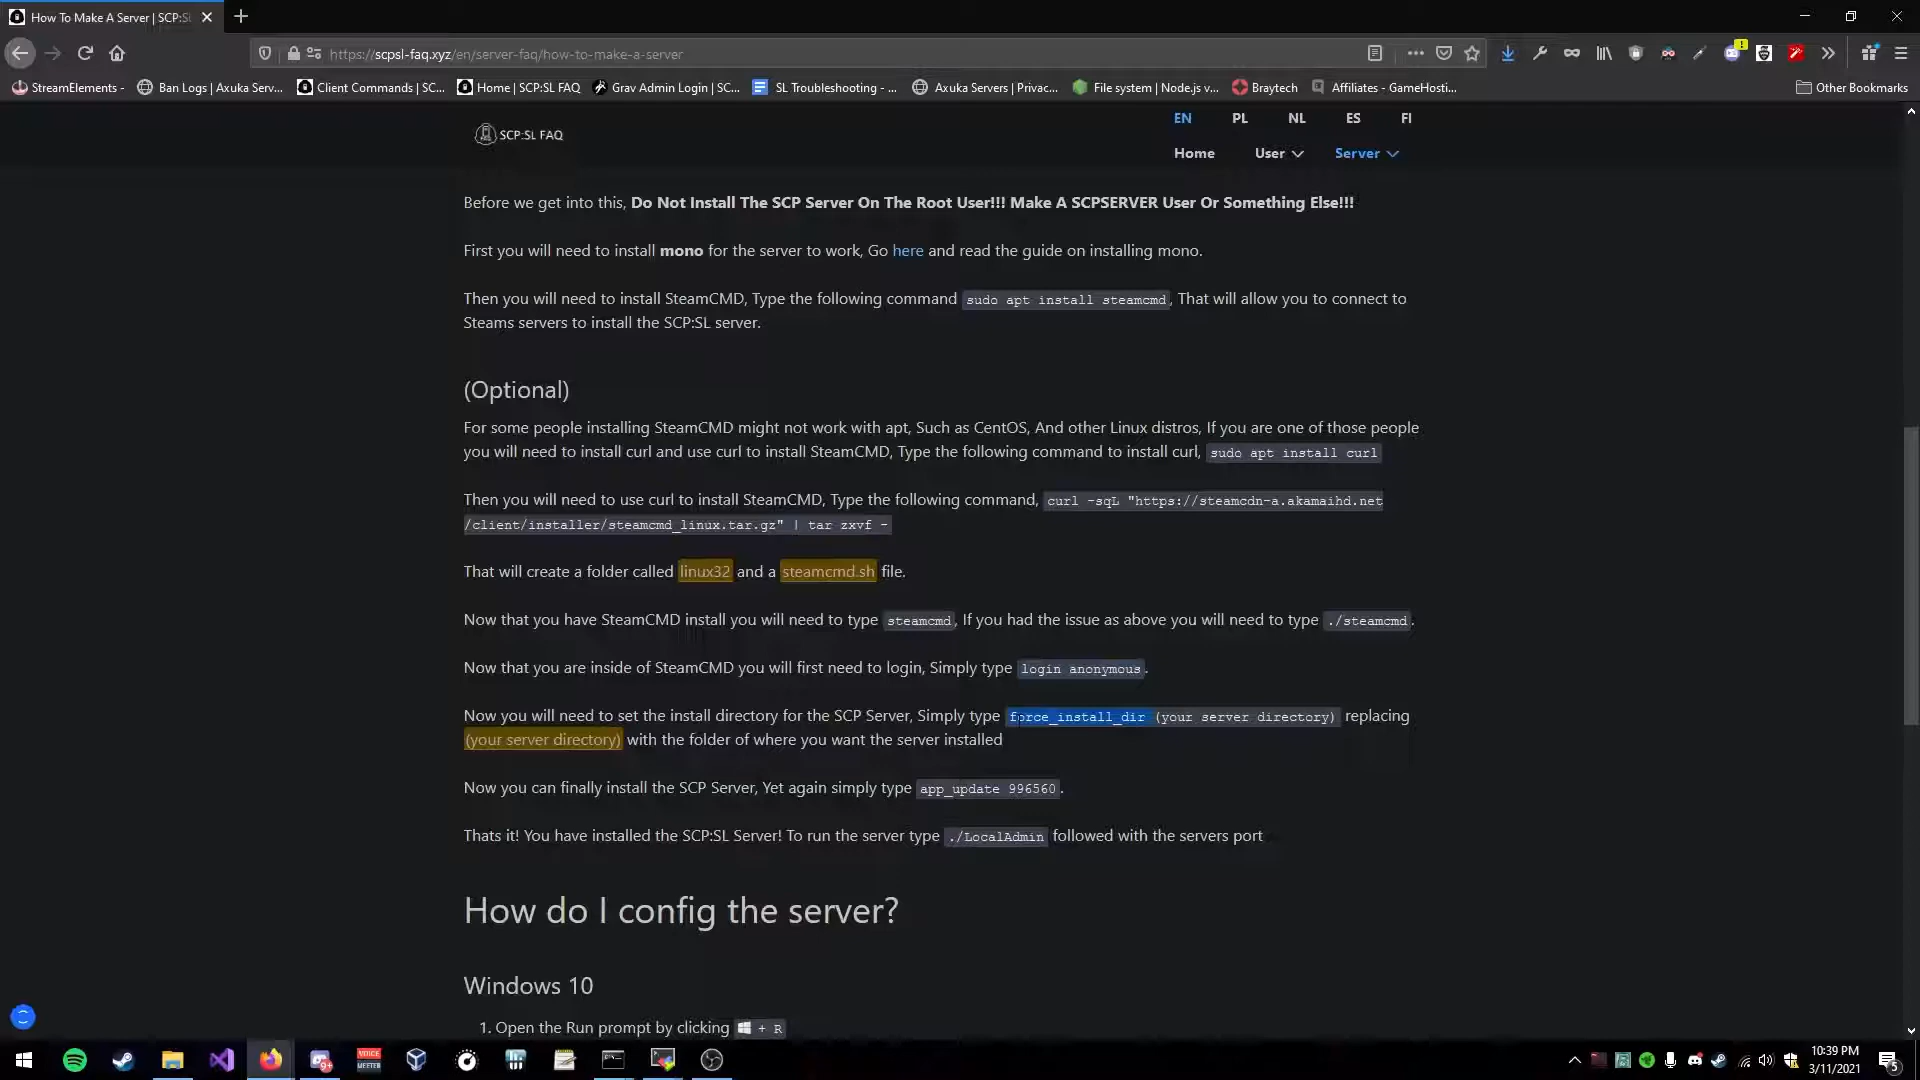 How To Make A Server | SCP:SL
https://scpsl-faq.xyz/en/server-faq/how-to-make-a-server
StreamElements -
Ban Logs | Axuka Serv...
Client Commands | SC...
Home | SCP:SL FAQ
Grav Admin Login | SC...
SL Troubleshooting - ...
Axuka Servers | Privac...
File system | Node.js v...
Braytech
Affiliates - GameHosti...
Other Bookmarks
SCP:SL FAQ
EN PL NL ES FI
Home User Server
Before we get into this, Do Not Install The SCP Server On The Root User!!! Make A SCPSERVER User Or Something Else!!!
First you will need to install mono for the server to work, Go here and read the guide on installing mono.
Then you will need to install SteamCMD, Type the following command sudo apt install steamcmd, That will allow you to connect to
Steams servers to install the SCP:SL server.
(Optional)
For some people installing SteamCMD might not work with apt, Such as CentOS, And other Linux distros, If you are one of those people
you will need to install curl and use curl to install SteamCMD, Type the following command to install curl, sudo apt install curl
Then you will need to use curl to install SteamCMD, Type the following command, curl -sqL "https://steamcdn-a.akamaihd.net
/client/installer/steamcmd_linux.tar.gz" | tar zxvf -
That will create a folder called linux32 and a steamcmd.sh file.
Now that you have SteamCMD install you will need to type steamcmd, If you had the issue as above you will need to type ./steamcmd.
Now that you are inside of SteamCMD you will first need to login, Simply type login anonymous.
Now you will need to set the install directory for the SCP Server, Simply type force_install_dir (your server directory) replacing
(your server directory) with the folder of where you want the server installed
Now you can finally install the SCP Server, Yet again simply type app_update 996560.
Thats it! You have installed the SCP:SL Server! To run the server type ./LocalAdmin followed with the servers port
How do I config the server?
Windows 10
1. Open the Run prompt by clicking + R
VOICE
MEETER
9+
10:39 PM
3/11/2021
5